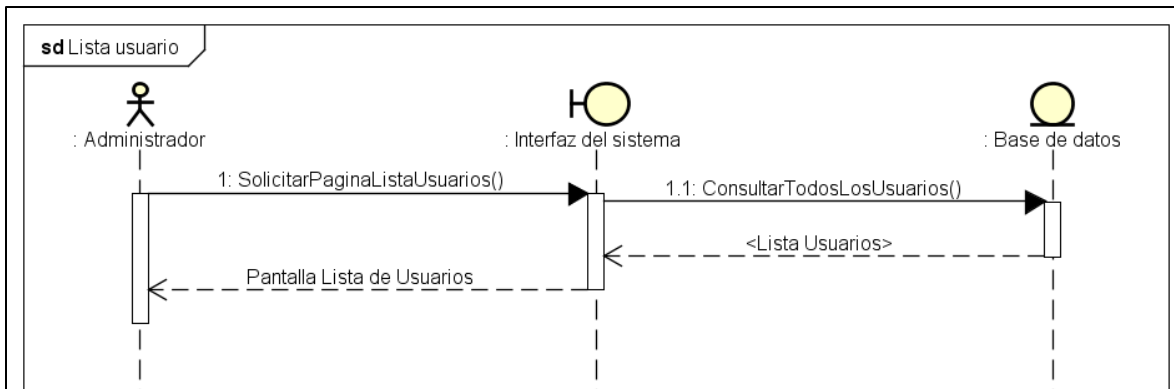 sd Lista usuario
: Administrador
: Interfaz del sistema
: Base de datos
1: SolicitarPaginaListaUsuarios()
1.1: ConsultarTodosLosUsuarios()
<Lista Usuarios>
Pantalla Lista de Usuarios